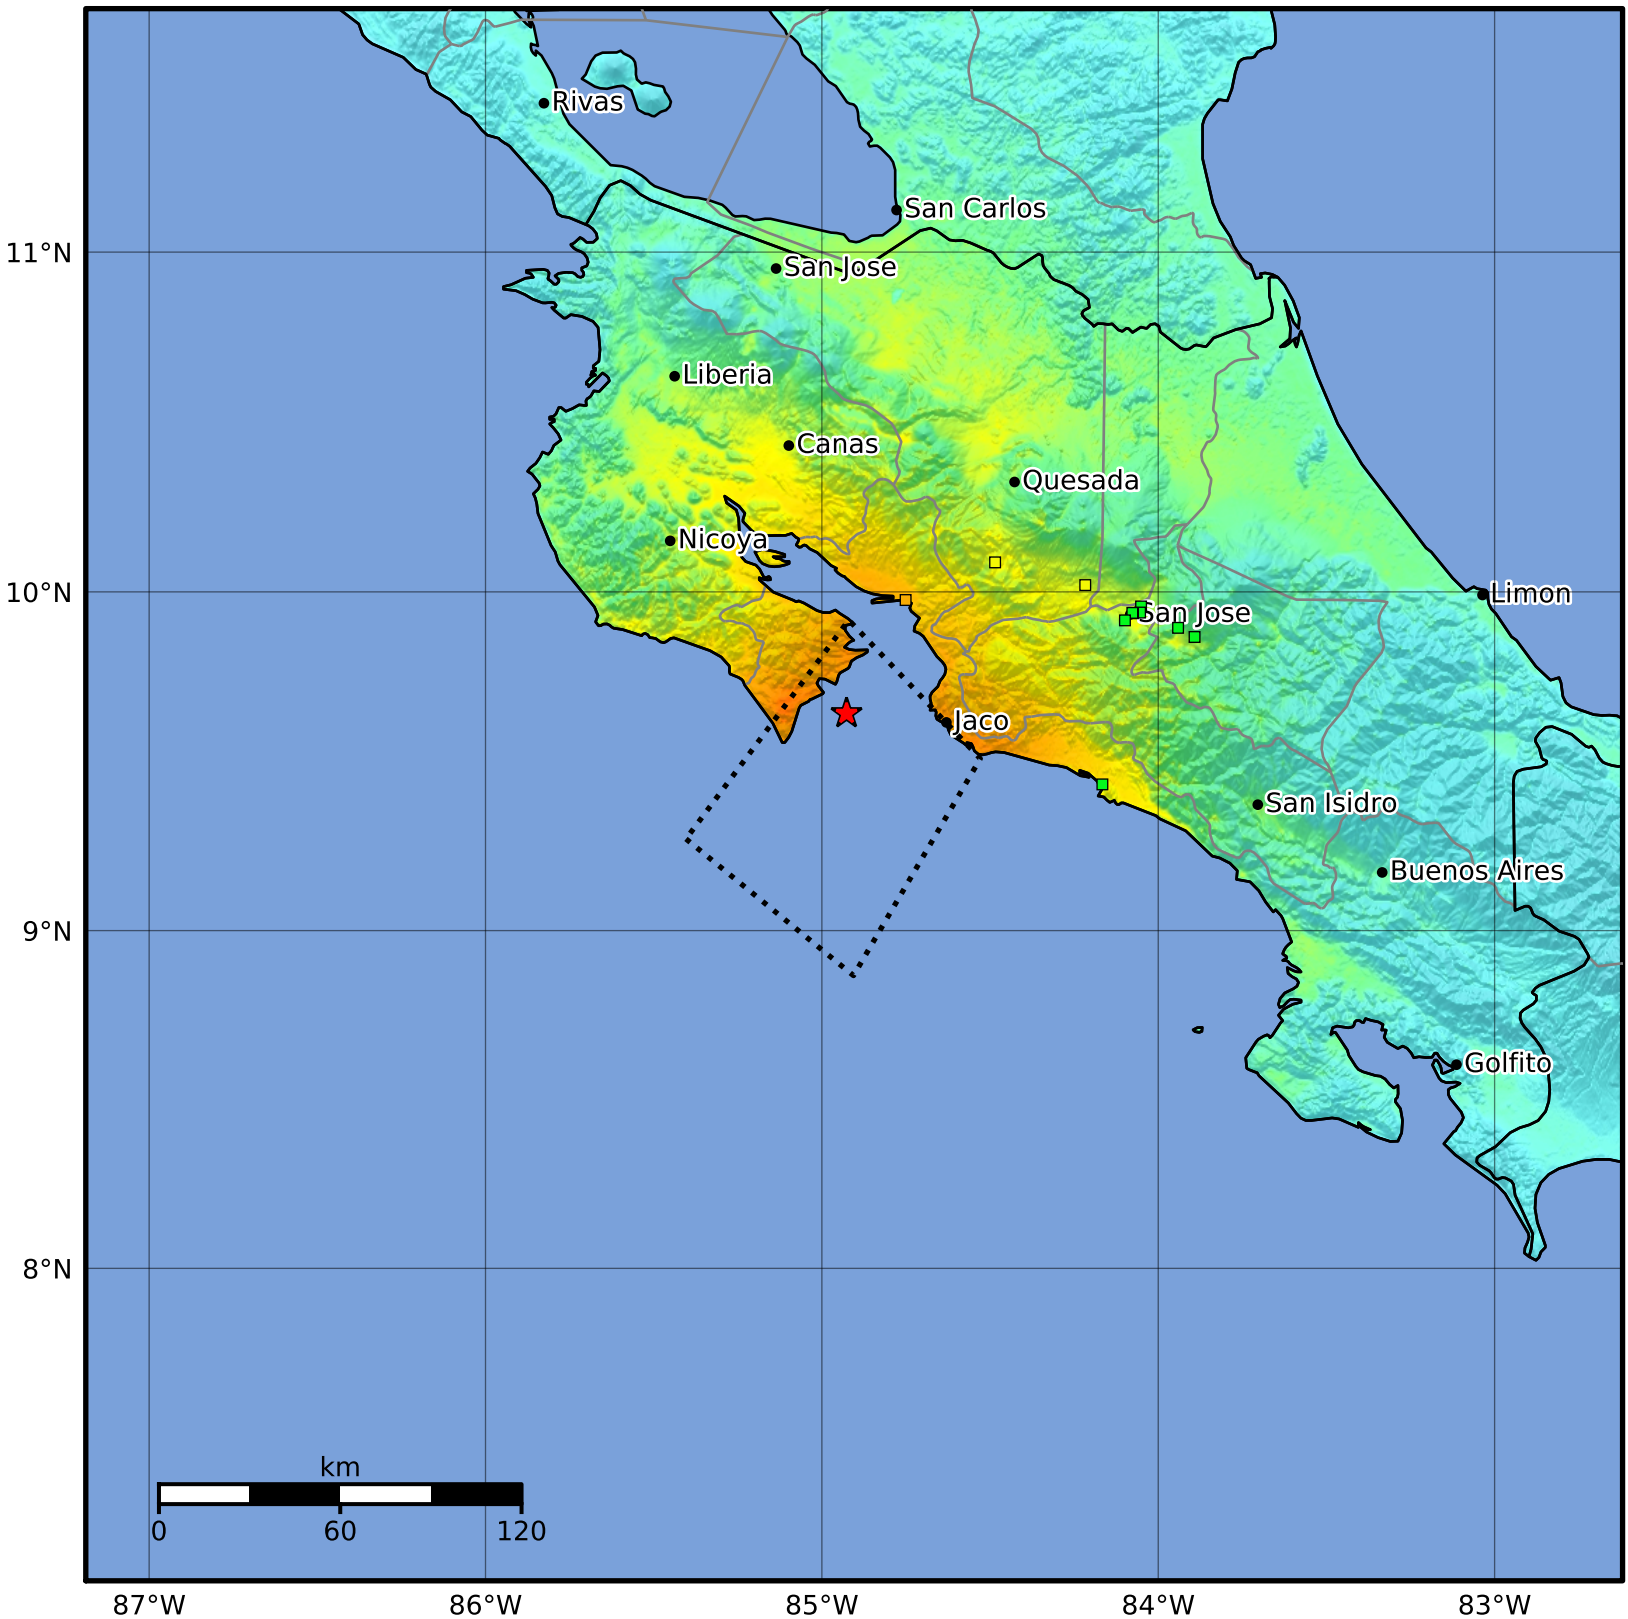 Rivas
San Carlos
11°N
San Jose
Liberia
Canas
Quesada
Nicoya
10°N
Limon
San Jose
Jaco
San Isidro
Buenos Aires
9°N
Golfito
8°N
km
0 60 120
87°W 86°W 85°W 84°W 83°W